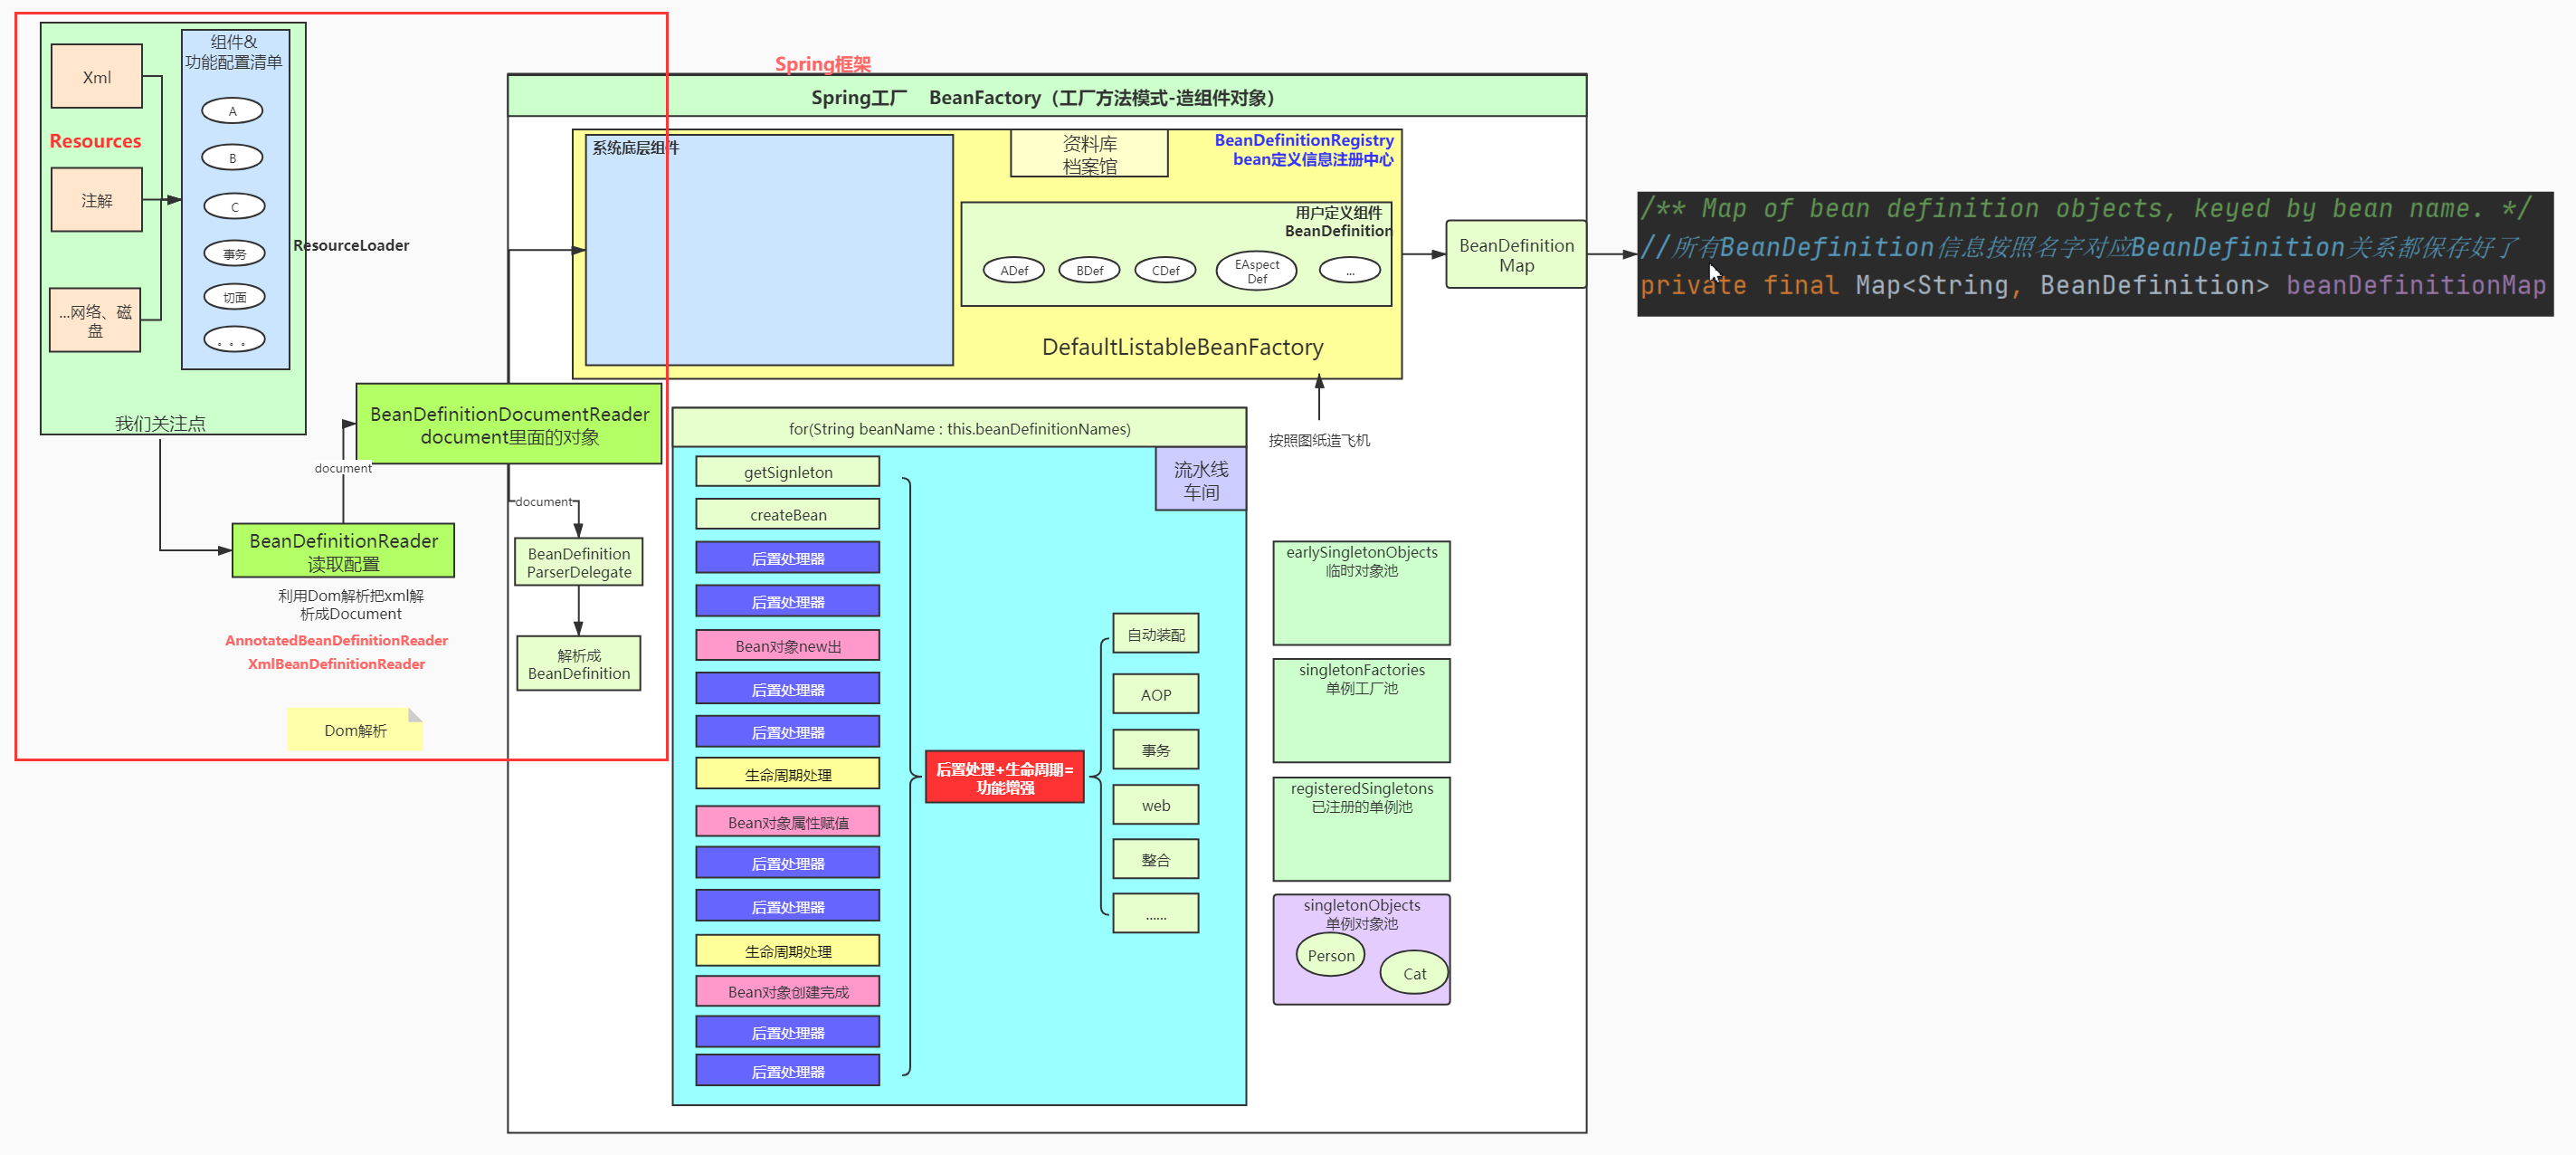 Xml
Resources
注解
...网络、磁
盘
组件&
功能配置清单
A
B
C
事务
切面
。。。
ResourceLoader
我们关注点
document
BeanDefinitionDocumentReader
document里面的对象
BeanDefinitionReader
读取配置
利用Dom解析把xml解
析成Document
AnnotatedBeanDefinitionReader
XmlBeanDefinitionReader
Dom解析
document
BeanDefinition
ParserDelegate
解析成
BeanDefinition
Spring框架
Spring工厂 BeanFactory（工厂方法模式-造组件对象）
系统底层组件
资料库
档案馆
BeanDefinitionRegistry
bean定义信息注册中心
用户定义组件
BeanDefinition
ADef
BDef
CDef
EAspect
Def
...
DefaultListableBeanFactory
BeanDefinition
Map
/** Map of bean definition objects, keyed by bean name. */
//所有BeanDefinition信息按照名字对应BeanDefinition关系都保存好了
private final Map<String, BeanDefinition> beanDefinitionMap
按照图纸造飞机
for(String beanName : this.beanDefinitionNames)
流水线
车间
getSignleton
createBean
后置处理器
后置处理器
Bean对象new出
后置处理器
后置处理器
生命周期处理
Bean对象属性赋值
后置处理器
后置处理器
生命周期处理
Bean对象创建完成
后置处理器
后置处理器
后置处理+生命周期=
功能增强
自动装配
AOP
事务
web
整合
......
earlySingletonObjects
临时对象池
singletonFactories
单例工厂池
registeredSingletons
已注册的单例池
singletonObjects
单例对象池
Person
Cat